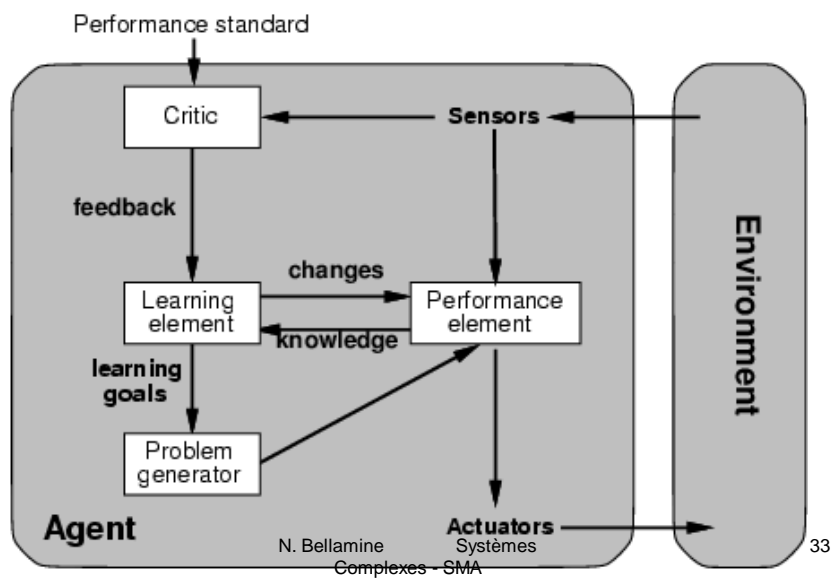 Performance standard
Critic
Sensors
feedback
changes
Learning
element
Performance
element
knowledge
learning
goals
Problem
generator
Environment
Agent
Actuators
N. Bellamine Systèmes
Complexes - SMA
33